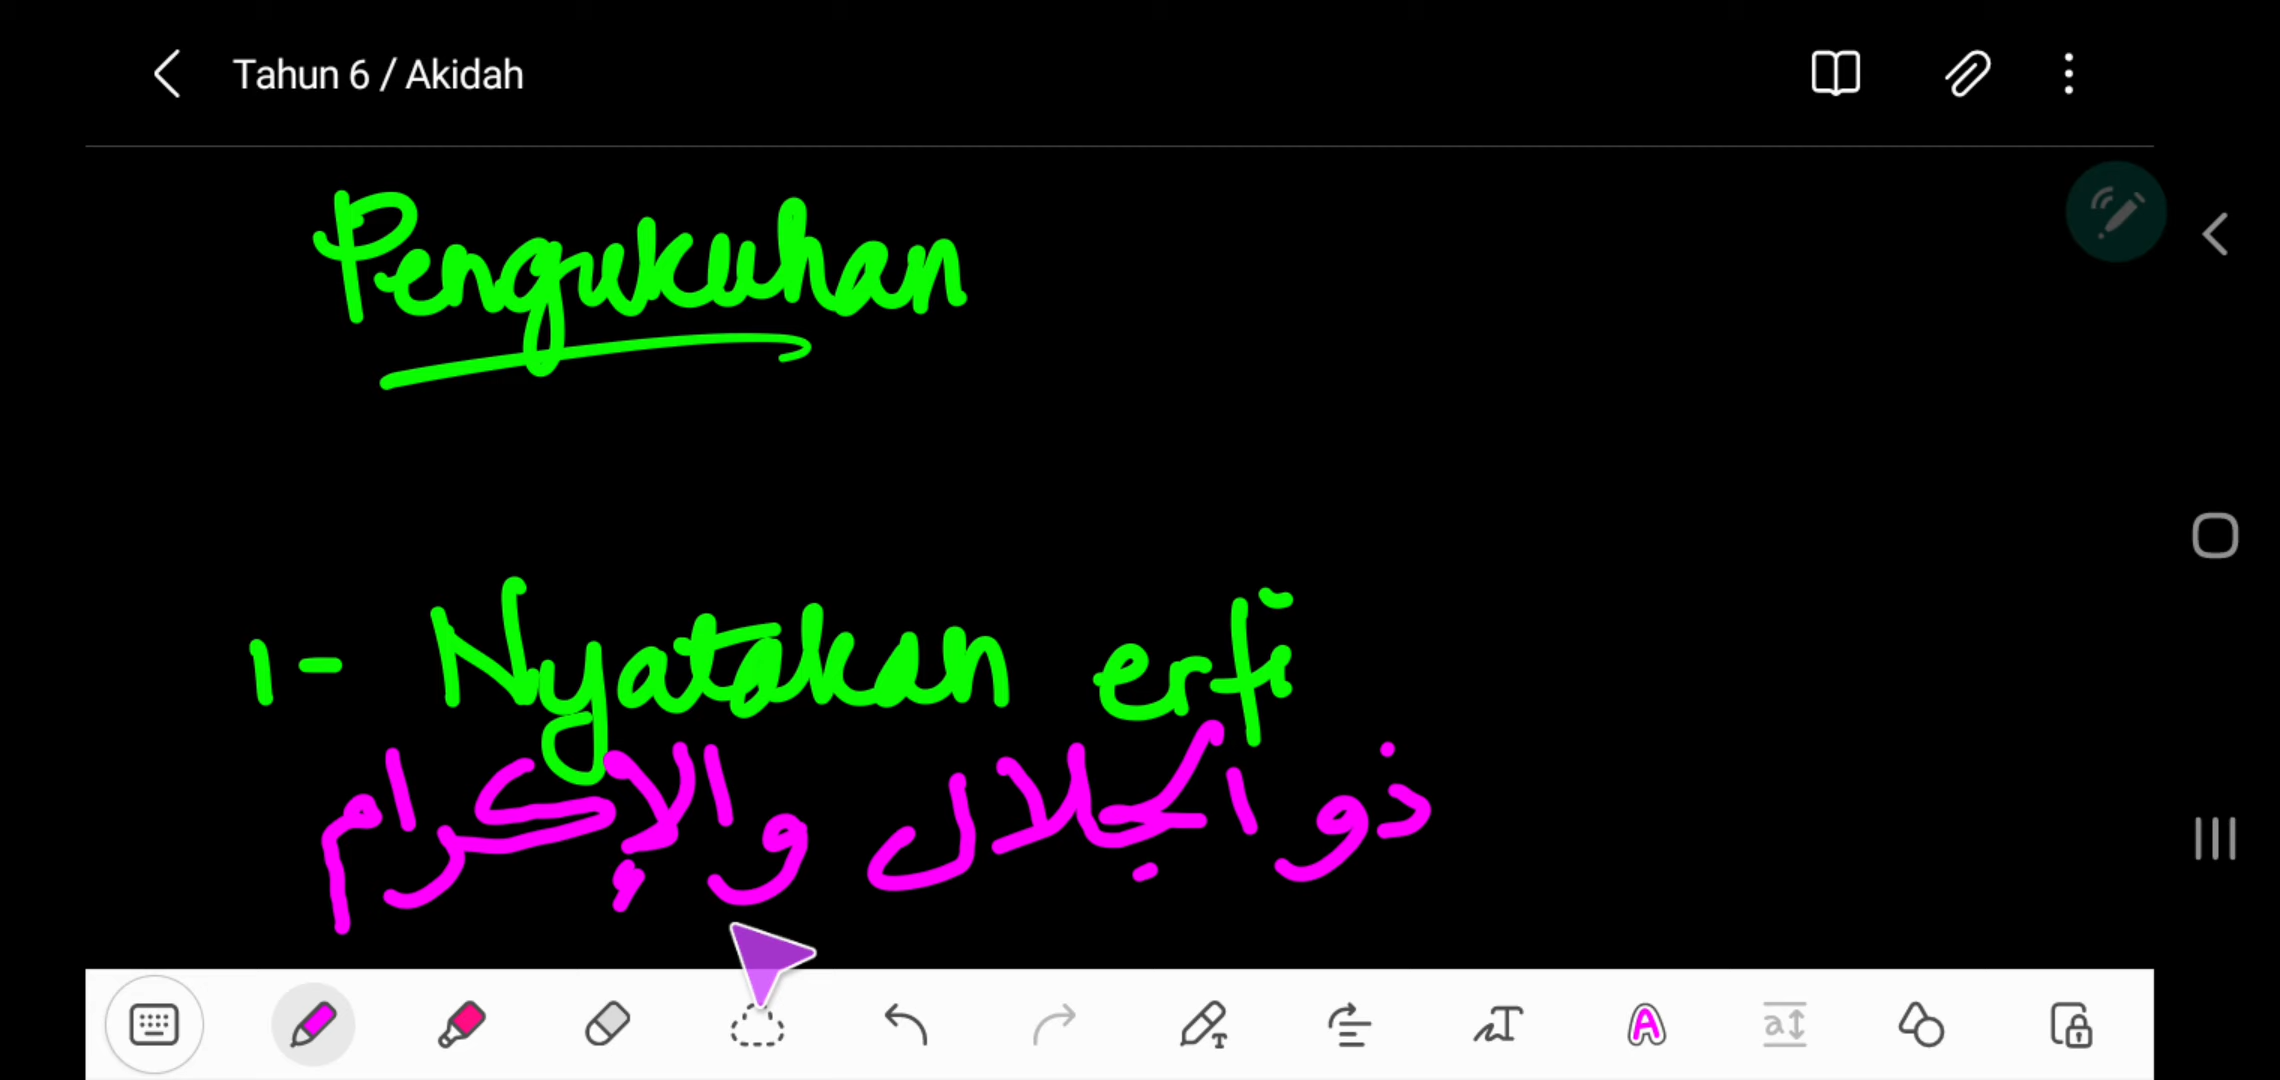 Tahun 6 / Akidah
Pengukuhan
1- Nyatakan erti
ذو الجلال والإكرام